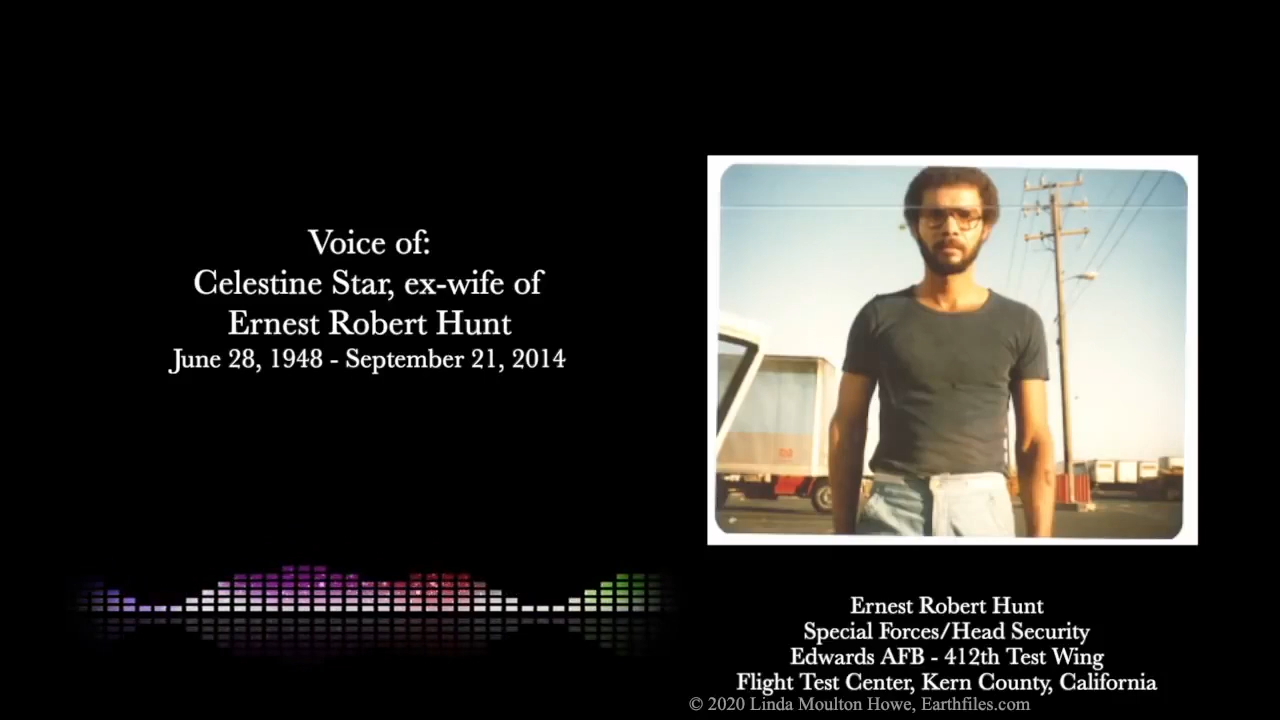 Voice of:
Celestine Star, ex-wife of
Ernest Robert Hunt
June 28, 1948 - September 21, 2014
Ernest Robert Hunt
Special Forces/Head Security
Edwards AFB - 412th Test Wing
Flight Test Center, Kern County, California
© 2020 Linda Moulton Howe, Earthfiles.com